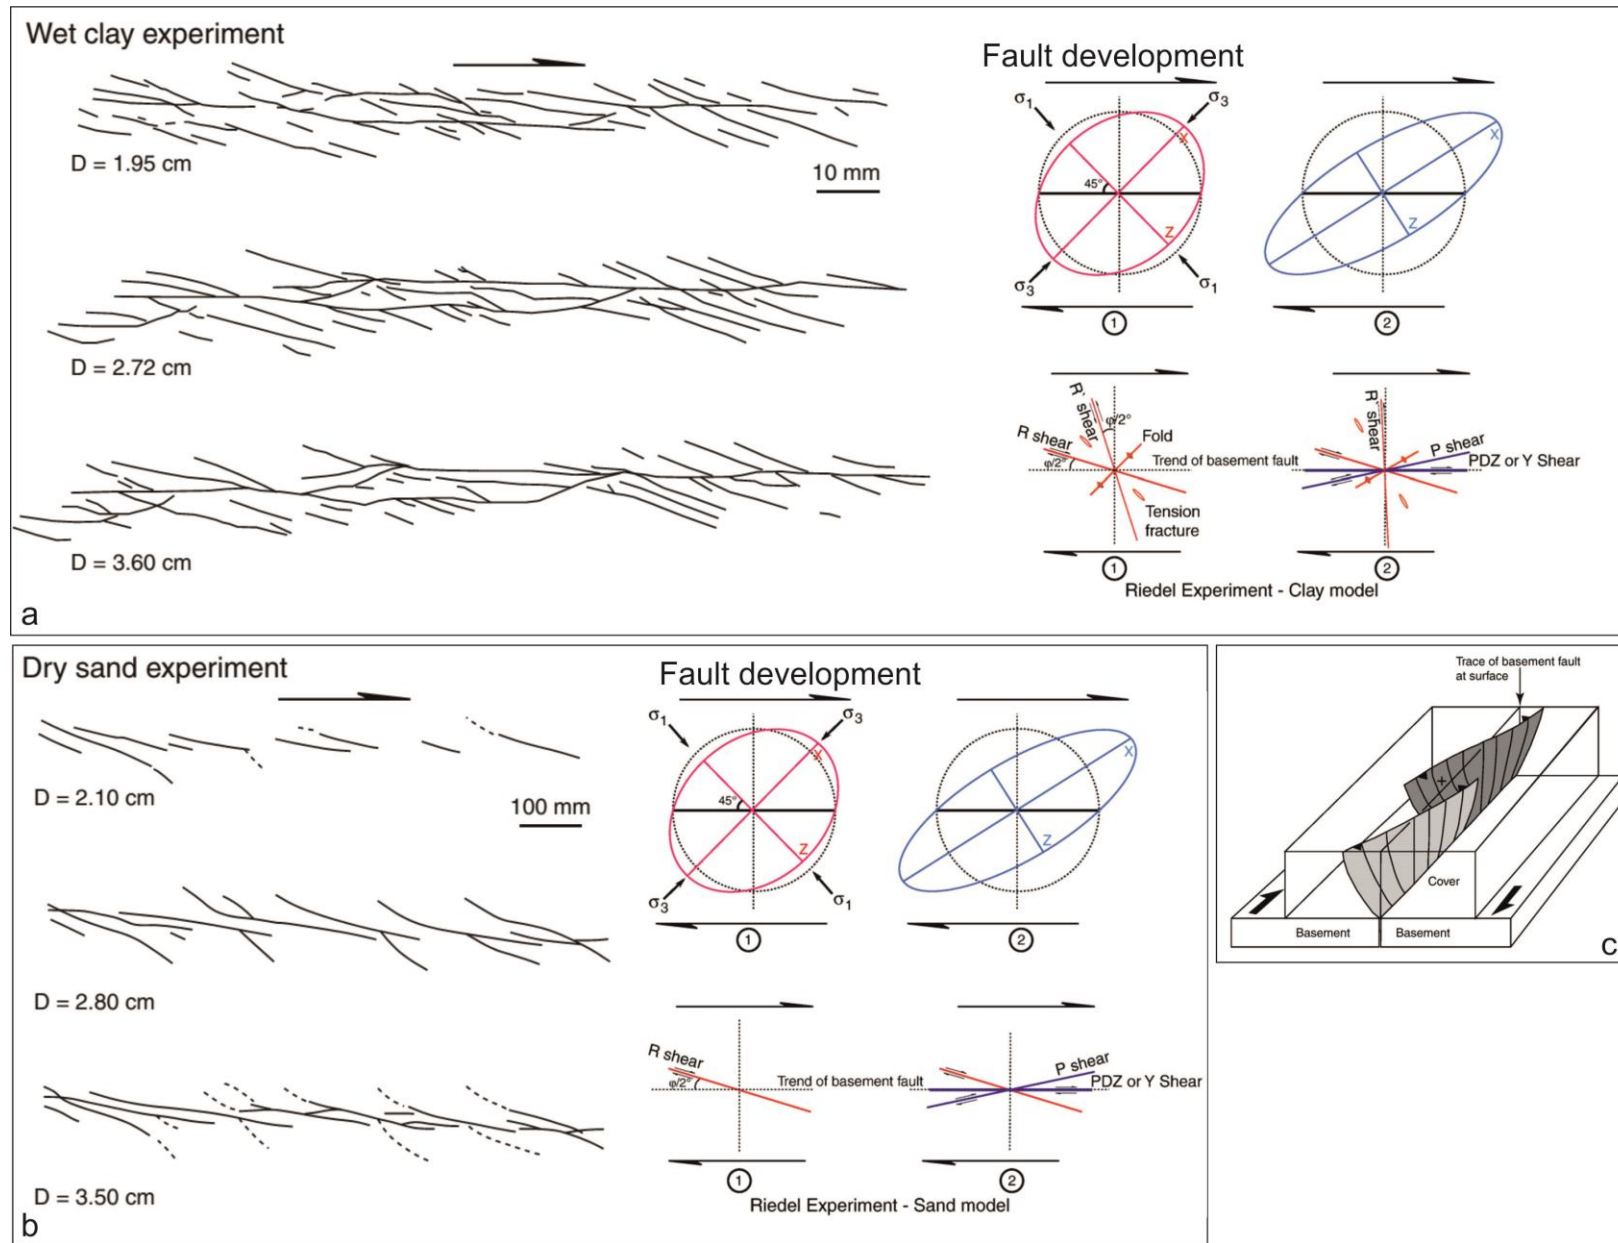 Wet clay experiment
D = 1.95 cm
10 mm
D = 2.72 cm
D = 3.60 cm
a
Fault development
σ1
σ3
X
45°
Z
σ3
σ1
1
X
Z
2
R shear
φ/2°
R` shear
φ/2°
Fold
Tension
fracture
Trend of basement fault
1
R` shear
P shear
PDZ or Y Shear
2
Riedel Experiment - Clay model
Dry sand experiment
D = 2.10 cm
100 mm
D = 2.80 cm
D = 3.50 cm
b
Fault development
σ1
σ3
X
45°
Z
σ3
σ1
1
X
Z
2
R shear
φ/2°
Trend of basement fault
1
P shear
PDZ or Y Shear
2
Riedel Experiment - Sand model
Trace of basement fault
at surface
+
Cover
Basement
Basement
c